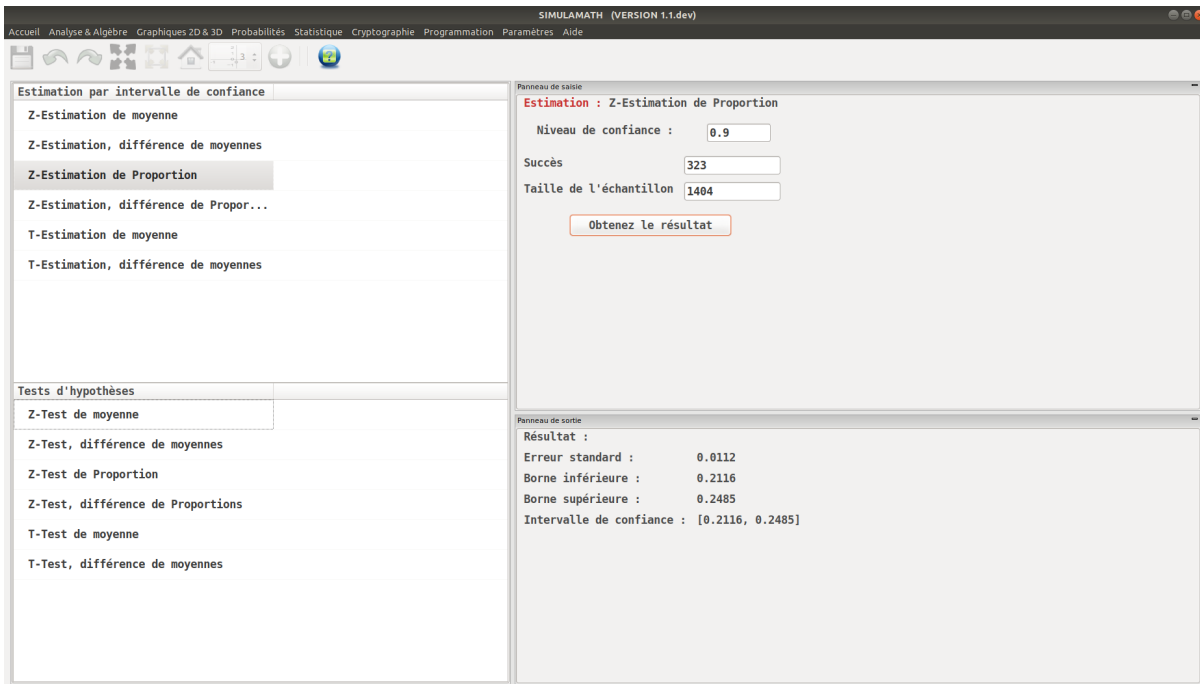 SIMULAMATH (VERSION 1.1.dev)
Accueil Analyse & Algèbre Graphiques 2D & 3D Probabilités Statistique Cryptographie Programmation Paramètres Aide
3
Estimation par intervalle de confiance
Z-Estimation de moyenne
Z-Estimation, différence de moyennes
Z-Estimation de Proportion
Z-Estimation, différence de Propor...
T-Estimation de moyenne
T-Estimation, différence de moyennes
Tests d'hypothèses
Z-Test de moyenne
Z-Test, différence de moyennes
Z-Test de Proportion
Z-Test, différence de Proportions
T-Test de moyenne
T-Test, différence de moyennes
Panneau de saisie
Estimation : Z-Estimation de Proportion
Niveau de confiance : 0.9
Succès 323
Taille de l'échantillon 1404
Obtenez le résultat
Panneau de sortie
Résultat :
Erreur standard : 0.0112
Borne inférieure : 0.2116
Borne supérieure : 0.2485
Intervalle de confiance : [0.2116, 0.2485]